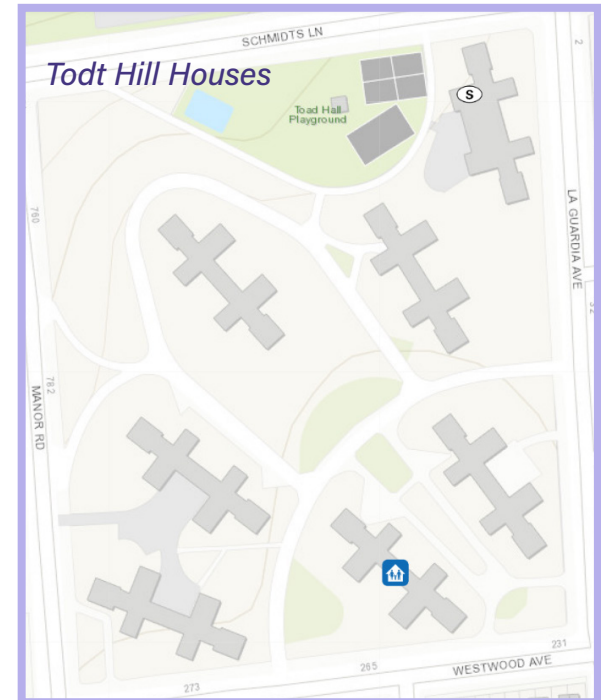 SCHMIDTS LN
Todt Hill Houses
2
S
Toad Hall
Playground
760
LA GUARDIA AVE
782
MANOR RD
231
265
WESTWOOD AVE
273